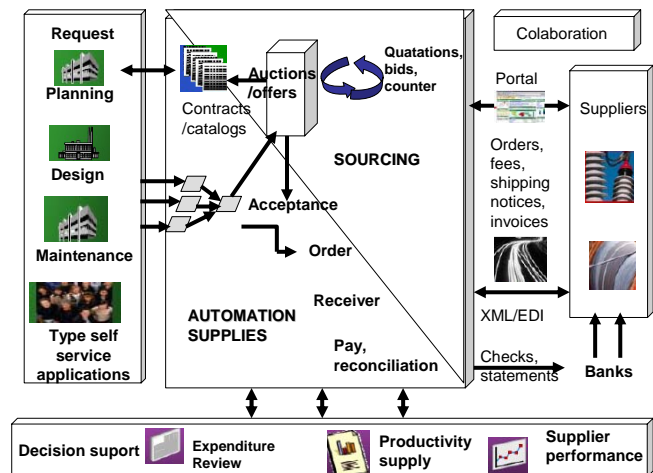 Request
Planning
Design
Maintenance
Type self
service
applications
Contracts
/catalogs
Auctions
/offers
Quatations,
bids,
counter
SOURCING
Acceptance
Order
Receiver
AUTOMATION
SUPPLIES
Pay,
reconciliation
Colaboration
Portal
Orders,
fees,
shipping
notices,
invoices
XML/EDI
Checks,
statements
Suppliers
Banks
Decision suport
Expenditure
Review
Productivity
supply
Supplier
performance